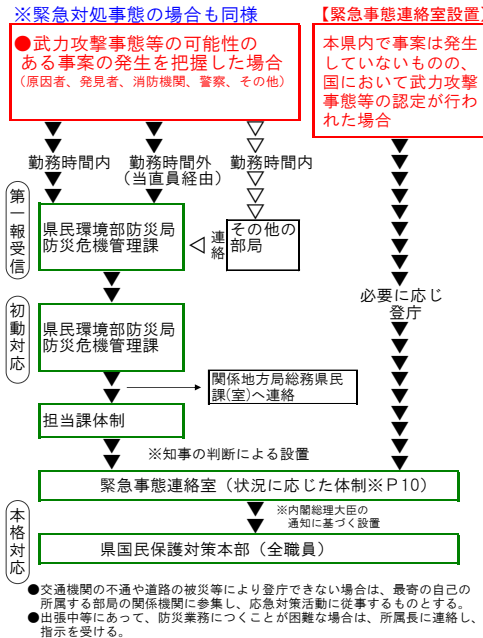 ※緊急対処事態の場合も同様
【緊急事態連絡室設置】
●武力攻撃事態等の可能性の
ある事案の発生を把握した場合
（原因者、発見者、消防機関、警察、その他）
本県内で事案は発生
していないものの、
国において武力攻撃
事態等の認定が行わ
れた場合
勤務時間内
勤務時間外
（当直員経由）
勤務時間内
第一報受信
県民環境部防災局
防災危機管理課
連絡
その他の
部局
必要に応じ
登庁
初動対応
県民環境部防災局
防災危機管理課
関係地方局総務県民
課(室)へ連絡
担当課体制
※知事の判断による設置
緊急事態連絡室（状況に応じた体制※Ｐ10）
※内閣総理大臣の
通知に基づく設置
本格対応
県国民保護対策本部（全職員）
●交通機関の不通や道路の被災等により登庁できない場合は、最寄の自己の
所属する部局の関係機関に参集し、応急対策活動に従事するものとする。
●出張中等にあって、防災業務につくことが困難な場合は、所属長に連絡し、
指示を受ける。